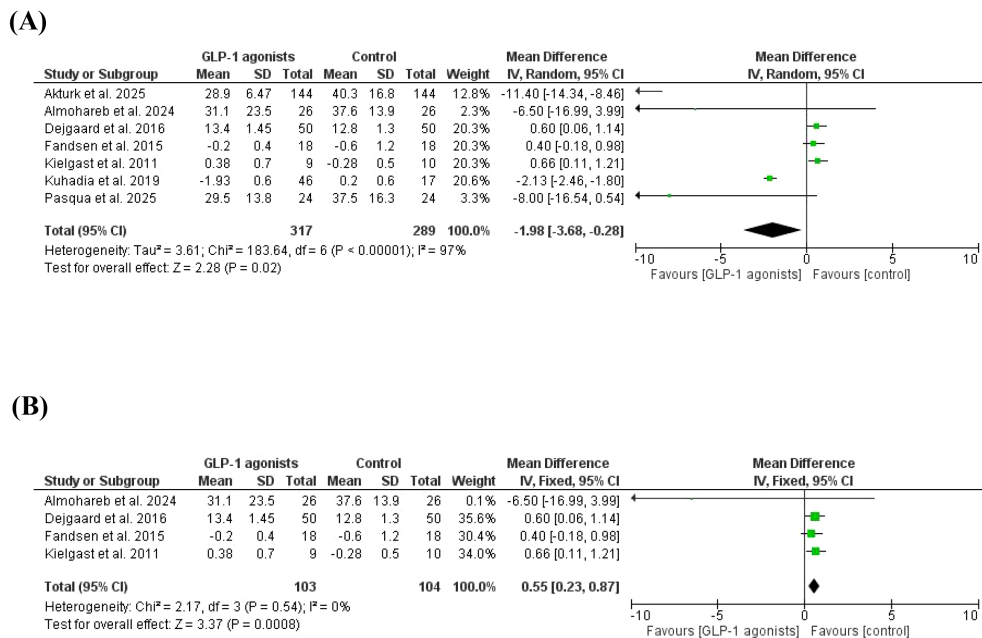 (A)
GLP-1 agonists Control Mean Difference Mean Difference
Study or Subgroup Mean SD Total Mean SD Total Weight IV, Random, 95% CI IV, Random, 95% CI
Akturk et al. 2025 28.9 6.47 144 40.3 16.8 144 12.8% -11.40 [-14.34, -8.46]
Almohareb et al. 2024 31.1 23.5 26 37.6 13.9 26 2.3% -6.50 [-16.99, 3.99]
Dejgaard et al. 2016 13.4 1.45 50 12.8 1.3 50 20.3% 0.60 [0.06, 1.14]
Fandsen et al. 2015 -0.2 0.4 18 -0.6 1.2 18 20.3% 0.40 [-0.18, 0.98]
Kielgast et al. 2011 0.38 0.7 9 -0.28 0.5 10 20.3% 0.66 [0.11, 1.21]
Kuhadia et al. 2019 -1.93 0.6 46 0.2 0.6 17 20.6% -2.13 [-2.46, -1.80]
Pasqua et al. 2025 29.5 13.8 24 37.5 16.3 24 3.3% -8.00 [-16.54, 0.54]
Total (95% CI) 317 289 100.0% -1.98 [-3.68, -0.28]
Heterogeneity: Tau² = 3.61; Chi² = 183.64, df = 6 (P < 0.00001); I² = 97%
Test for overall effect: Z = 2.28 (P = 0.02)
-10 -5 0 5 10
Favours [GLP-1 agonists] Favours [control]
(B)
GLP-1 agonists Control Mean Difference Mean Difference
Study or Subgroup Mean SD Total Mean SD Total Weight IV, Fixed, 95% CI IV, Fixed, 95% CI
Almohareb et al. 2024 31.1 23.5 26 37.6 13.9 26 0.1% -6.50 [-16.99, 3.99]
Dejgaard et al. 2016 13.4 1.45 50 12.8 1.3 50 35.6% 0.60 [0.06, 1.14]
Fandsen et al. 2015 -0.2 0.4 18 -0.6 1.2 18 30.4% 0.40 [-0.18, 0.98]
Kielgast et al. 2011 0.38 0.7 9 -0.28 0.5 10 34.0% 0.66 [0.11, 1.21]
Total (95% CI) 103 104 100.0% 0.55 [0.23, 0.87]
Heterogeneity: Chi² = 2.17, df = 3 (P = 0.54); I² = 0%
Test for overall effect: Z = 3.37 (P = 0.0008)
-10 -5 0 5 10
Favours [GLP-1 agonists] Favours [control]